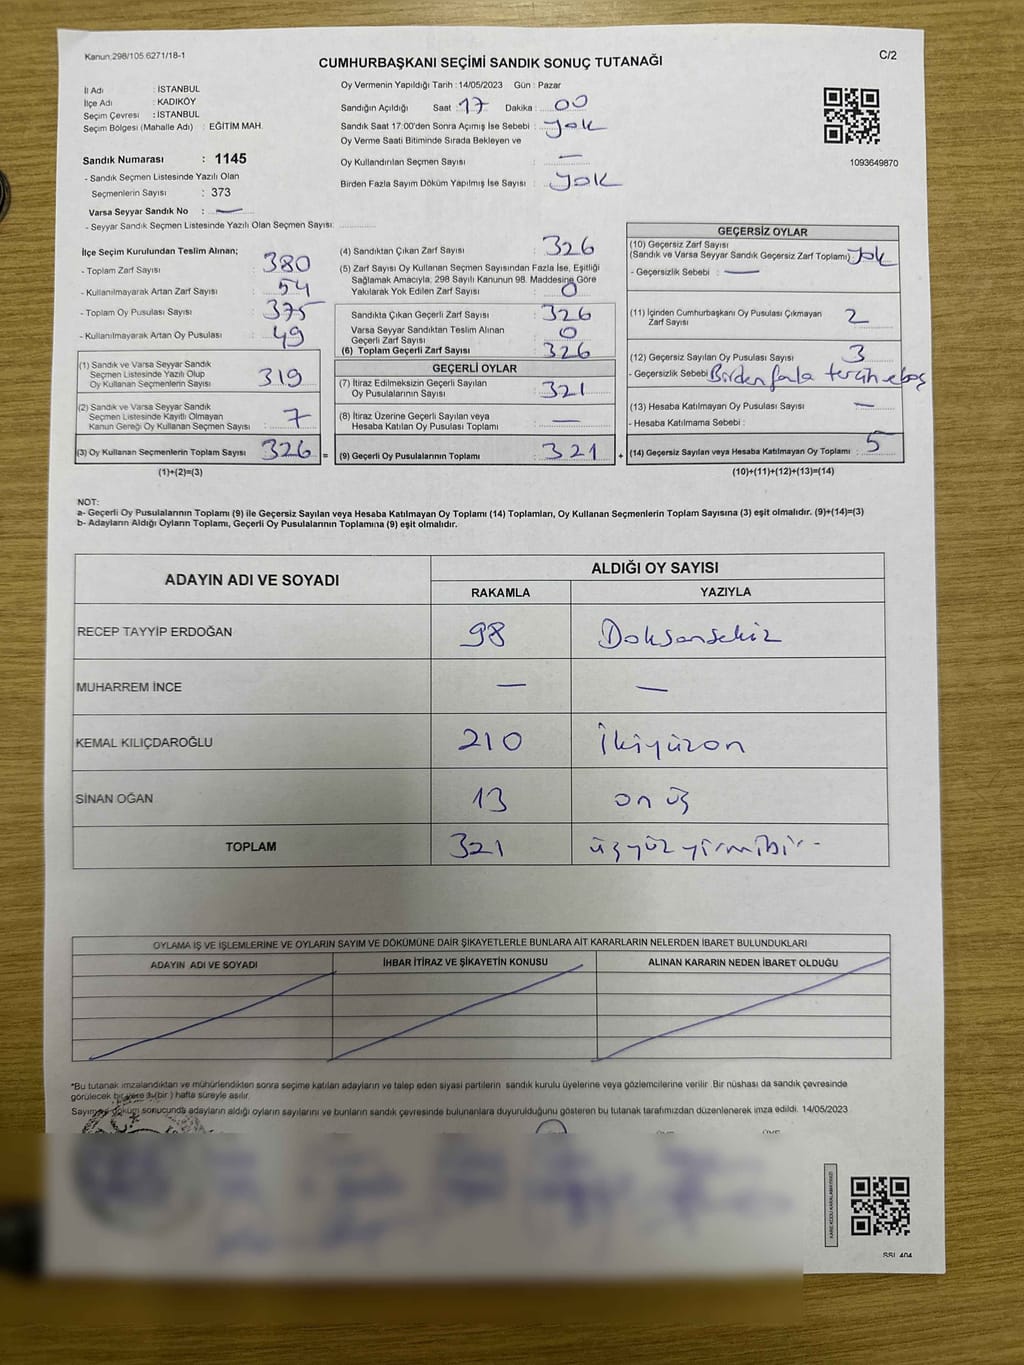 Kanun 298/105 6271/18-1
C/2
CUMHURBAŞKANI SEÇİMİ SANDIK SONUÇ TUTANAĞI
İl Adı : İSTANBUL
İlçe Adı : KADIKÖY
Seçim Çevresi : İSTANBUL
Seçim Bölgesi (Mahalle Adı) : EĞİTİM MAH.
Sandık Numarası : 1145
- Sandık Seçmen Listesinde Yazılı Olan
Seçmenlerin Sayısı : 373
Varsa Seyyar Sandık No : —
- Seyyar Sandık Seçmen Listesinde Yazılı Olan Seçmen Sayısı:
Oy Vermenin Yapıldığı Tarih : 14/05/2023 Gün : Pazar
Sandığın Açıldığı Saat : 17 Dakika : 00
Sandık Saat 17:00'den Sonra Açımış İse Sebebi : yok
Oy Verme Saati Bitiminde Sırada Bekleyen ve
Oy Kullandırılan Seçmen Sayısı : —
Birden Fazla Sayım Döküm Yapılmış İse Sayısı : yok
1093649870
İlçe Seçim Kurulundan Teslim Alınan;
- Toplam Zarf Sayısı : 380
- Kullanılmayarak Artan Zarf Sayısı : 54
- Toplam Oy Pusulası Sayısı : 375
- Kullanılmayarak Artan Oy Pusulası : 49
(1) Sandık ve Varsa Seyyar Sandık
Seçmen Listesinde Yazılı Olup
Oy Kullanan Seçmenlerin Sayısı : 319
(2) Sandık ve Varsa Seyyar Sandık
Seçmen Listesinde Kayıtlı Olmayan
Kanun Gereği Oy Kullanan Seçmen Sayısı : 7
(3) Oy Kullanan Seçmenlerin Toplam Sayısı : 326 =
(1)+(2)=(3)
(4) Sandıktan Çıkan Zarf Sayısı : 326
(5) Zarf Sayısı Oy Kullanan Seçmen Sayısından Fazla İse, Eşitliği
Sağlamak Amacıyla, 298 Sayılı Kanunun 98. Maddesine Göre
Yakılarak Yok Edilen Zarf Sayısı : 0
Sandıkta Çıkan Geçerli Zarf Sayısı : 326
Varsa Seyyar Sandıktan Teslim Alınan
Geçerli Zarf Sayısı : 0
(6) Toplam Geçerli Zarf Sayısı : 326
GEÇERLİ OYLAR
(7) İtiraz Edilmeksizin Geçerli Sayılan
Oy Pusulalarının Sayısı : 321
(8) İtiraz Üzerine Geçerli Sayılan veya
Hesaba Katılan Oy Pusulası Toplamı : —
(9) Geçerli Oy Pusulalarının Toplamı : 321 +
GEÇERSİZ OYLAR
(10) Geçersiz Zarf Sayısı
(Sandık ve Varsa Seyyar Sandık Geçersiz Zarf Toplamı) : yok
- Geçersizlik Sebebi : —
(11) İçinden Cumhurbaşkanı Oy Pusulası Çıkmayan
Zarf Sayısı : 2
(12) Geçersiz Sayılan Oy Pusulası Sayısı : 3
- Geçersizlik Sebebi : Birden fazla tercih ve boş
(13) Hesaba Katılmayan Oy Pusulası Sayısı : —
- Hesaba Katılmama Sebebi :
(14) Geçersiz Sayılan veya Hesaba Katılmayan Oy Toplamı : 5
(10)+(11)+(12)+(13)=(14)
NOT:
a- Geçerli Oy Pusulalarının Toplamı (9) ile Geçersiz Sayılan veya Hesaba Katılmayan Oy Toplamı (14) Toplamları, Oy Kullanan Seçmenlerin Toplam Sayısına (3) eşit olmalıdır. (9)+(14)=(3)
b- Adayların Aldığı Oyların Toplamı, Geçerli Oy Pusulalarının Toplamına (9) eşit olmalıdır.
ADAYIN ADI VE SOYADI
ALDIĞI OY SAYISI
RAKAMLA YAZIYLA
RECEP TAYYİP ERDOĞAN 98 Doksansekiz
MUHARREM İNCE — —
KEMAL KILIÇDAROĞLU 210 İkiyüzon
SİNAN OĞAN 13 on üç
TOPLAM 321 üçyüzyirmibir -
OYLAMA İŞ VE İŞLEMLERİNE VE OYLARIN SAYIM VE DÖKÜMÜNE DAİR ŞİKAYETLERLE BUNLARA AİT KARARLARIN NELERDEN İBARET BULUNDUKLARI
ADAYIN ADI VE SOYADI İHBAR İTİRAZ VE ŞİKAYETİN KONUSU ALINAN KARARIN NEDEN İBARET OLDUĞU
*Bu tutanak imzalandıktan ve mühürlendikten sonra seçime katılan adayların ve talep eden siyasi partilerin sandık kurulu üyelerine veya gözlemcilerine verilir. Bir nüshası da sandık çevresinde
görülecek bir yere 1 (bir) hafta süreyle asılır.
Sayım ve döküm sonucunda adayların aldığı oyların sayılarını ve bunların sandık çevresinde bulunanlara duyurulduğunu gösteren bu tutanak tarafımızdan düzenlenerek imza edildi. 14/05/2023
ÜYE
ÜYE
KARE KODU KARALAMAYINIZ!
SSI 404